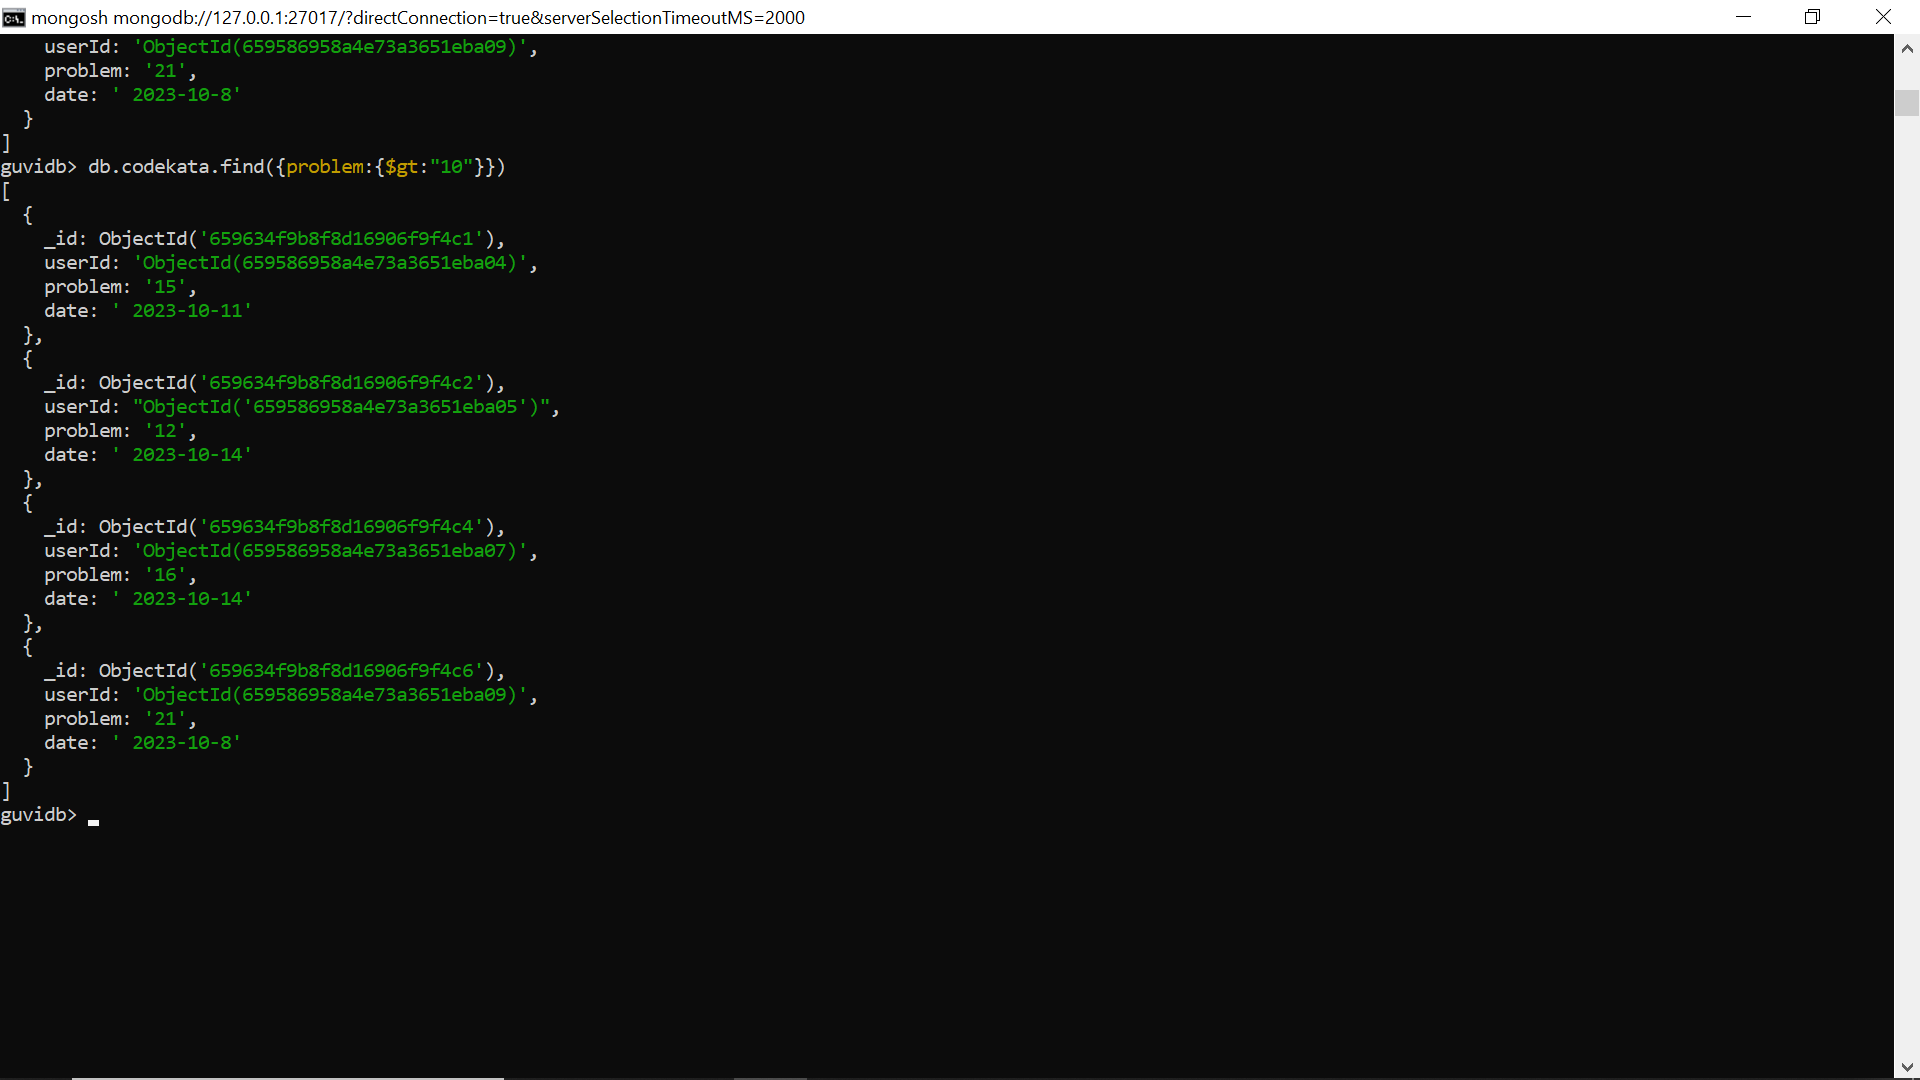 mongosh mongodb://127.0.0.1:27017/?directConnection=true&serverSelectionTimeoutMS=2000
    userId: 'ObjectId(659586958a4e73a3651eba09)',
    problem: '21',
    date: ' 2023-10-8'
  }
]
guvidb> db.codekata.find({problem:{$gt:"10"}})
[
  {
    _id: ObjectId('659634f9b8f8d16906f9f4c1'),
    userId: 'ObjectId(659586958a4e73a3651eba04)',
    problem: '15',
    date: ' 2023-10-11'
  },
  {
    _id: ObjectId('659634f9b8f8d16906f9f4c2'),
    userId: "ObjectId('659586958a4e73a3651eba05')",
    problem: '12',
    date: ' 2023-10-14'
  },
  {
    _id: ObjectId('659634f9b8f8d16906f9f4c4'),
    userId: 'ObjectId(659586958a4e73a3651eba07)',
    problem: '16',
    date: ' 2023-10-14'
  },
  {
    _id: ObjectId('659634f9b8f8d16906f9f4c6'),
    userId: 'ObjectId(659586958a4e73a3651eba09)',
    problem: '21',
    date: ' 2023-10-8'
  }
]
guvidb>